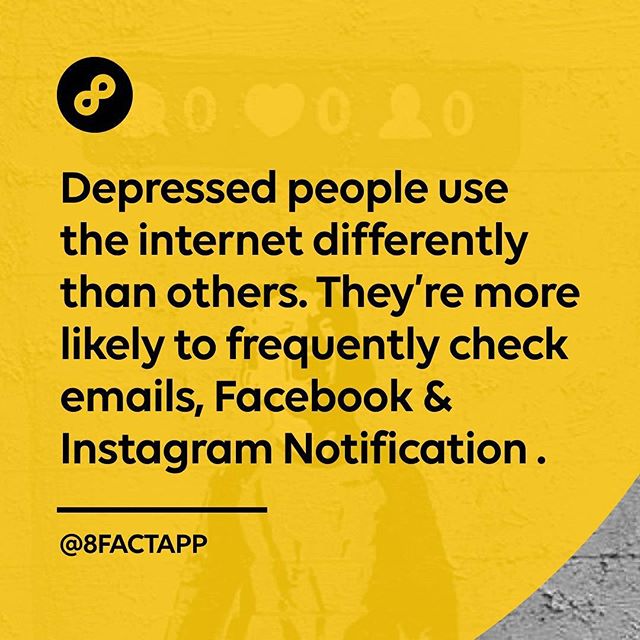 0 0 0
Depressed people use
the internet differently
than others. They're more
likely to frequently check
emails, Facebook &
Instagram Notification .
@8FACTAPP